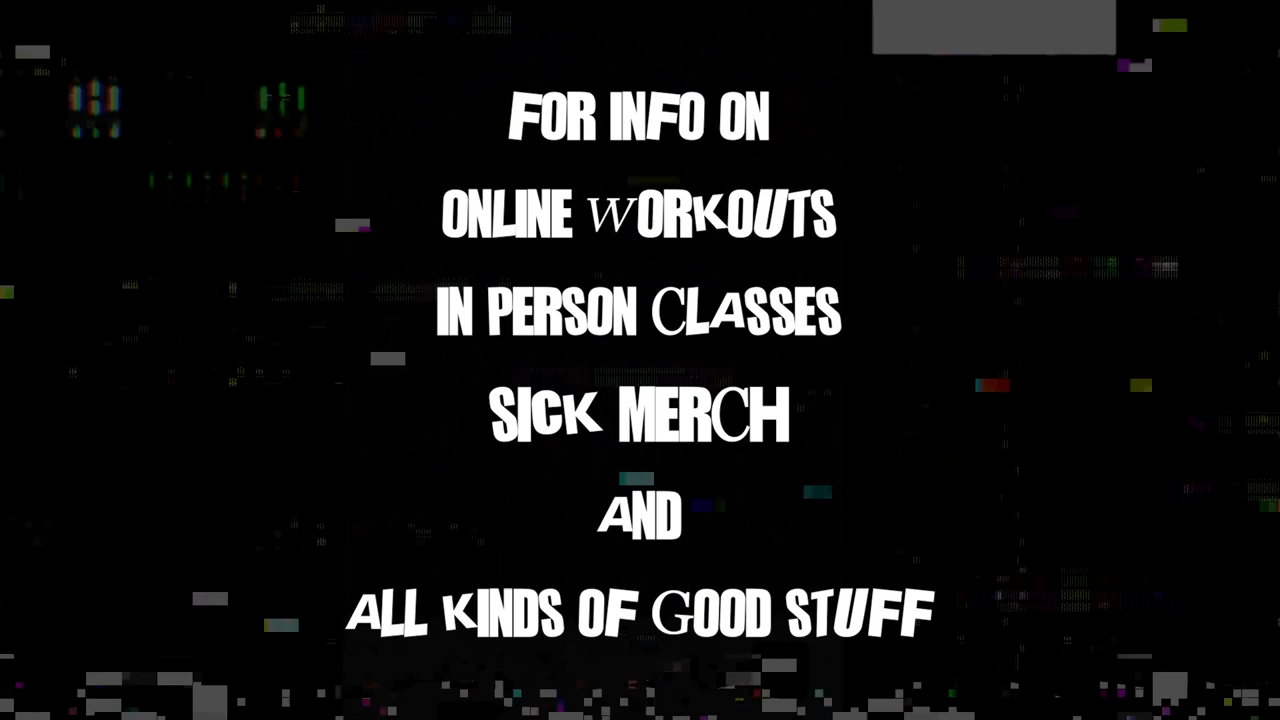 FOR INFO ON
ONLINE WORKOUTS
IN PERSON CLASSES
SICK MERCH
AND
ALL KINDS OF GOOD STUFF